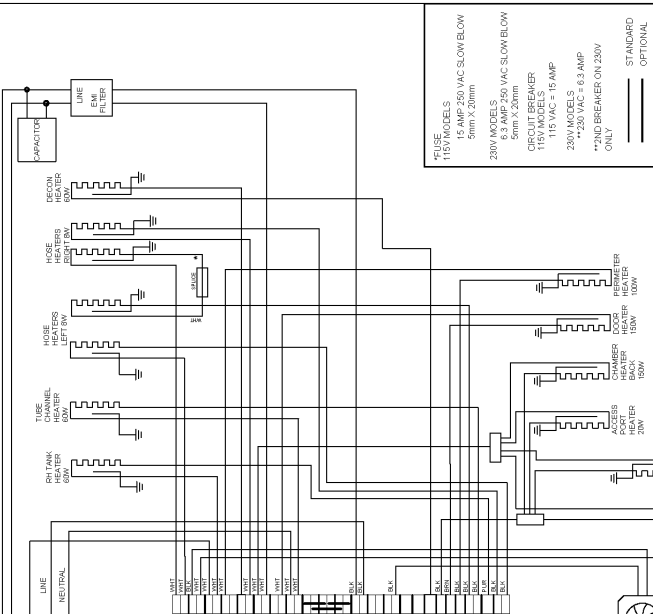 *FUSE
115V MODELS
15 AMP 250 VAC SLOW BLOW
5mm X 20mm
230V MODELS
6.3 AMP 250 VAC SLOW BLOW
5mm X 20mm
CIRCUIT BREAKER
115V MODELS
115 VAC = 15 AMP
230V MODELS
**230 VAC = 6.3 AMP
**2ND BREAKER ON 230V
ONLY
STANDARD
OPTIONAL
LINE
EMI
FILTER
CAPACITOR
DECON
HEATER
60W
HOSE
HEATERS
RIGHT 8W
*
SPLICE
WHT
HOSE
HEATERS
LEFT 8W
TUBE
CHANNEL
HEATER
60W
RH TANK
HEATER
60W
PERIMETER
HEATER
100W
DOOR
HEATER
150W
CHAMBER
HEATER
BACK
150W
ACCESS
PORT
HEATER
20W
LINE
NEUTRAL
WHT
WHT
BLK
WHT
WHT
WHT
WHT
WHT
WHT
WHT
WHT
WHT
BLK
BLK
BLK
BLK
BRN
BLK
BLK
BLK
PUR
BLK
BLK